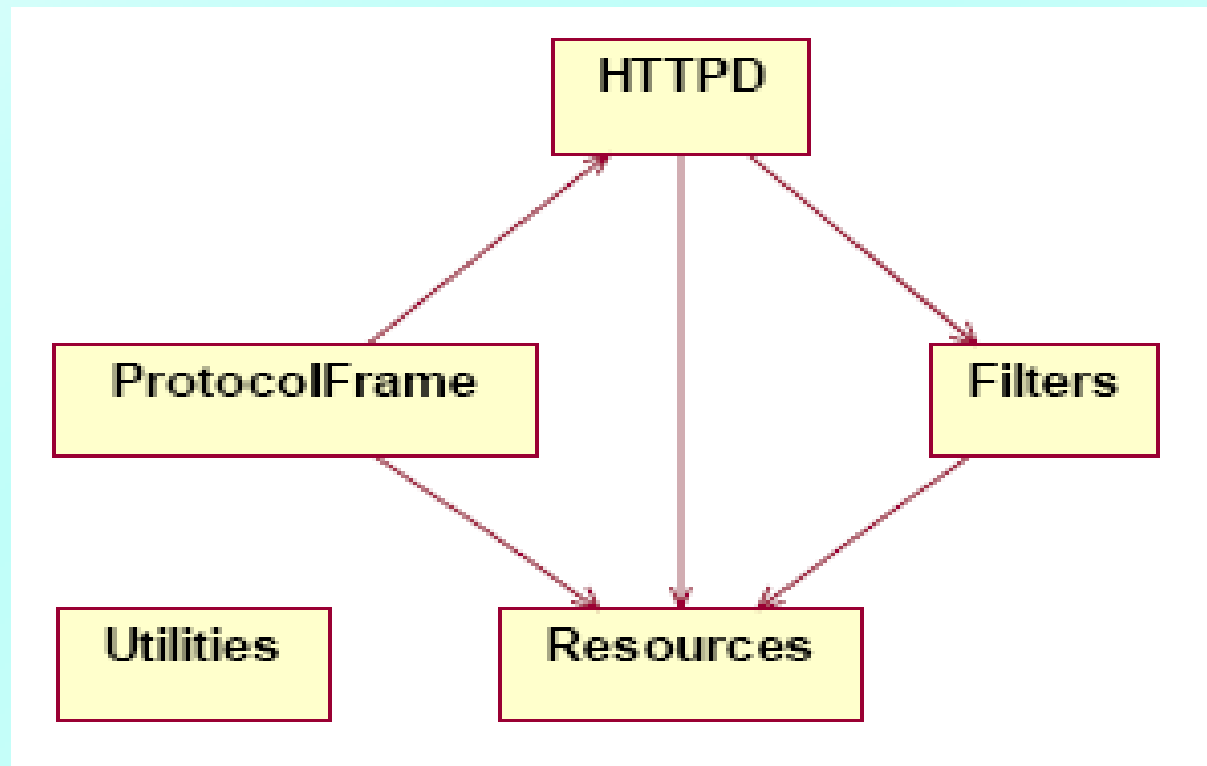 HTTPD
ProtocolFrame
Filters
Utilities
Resources